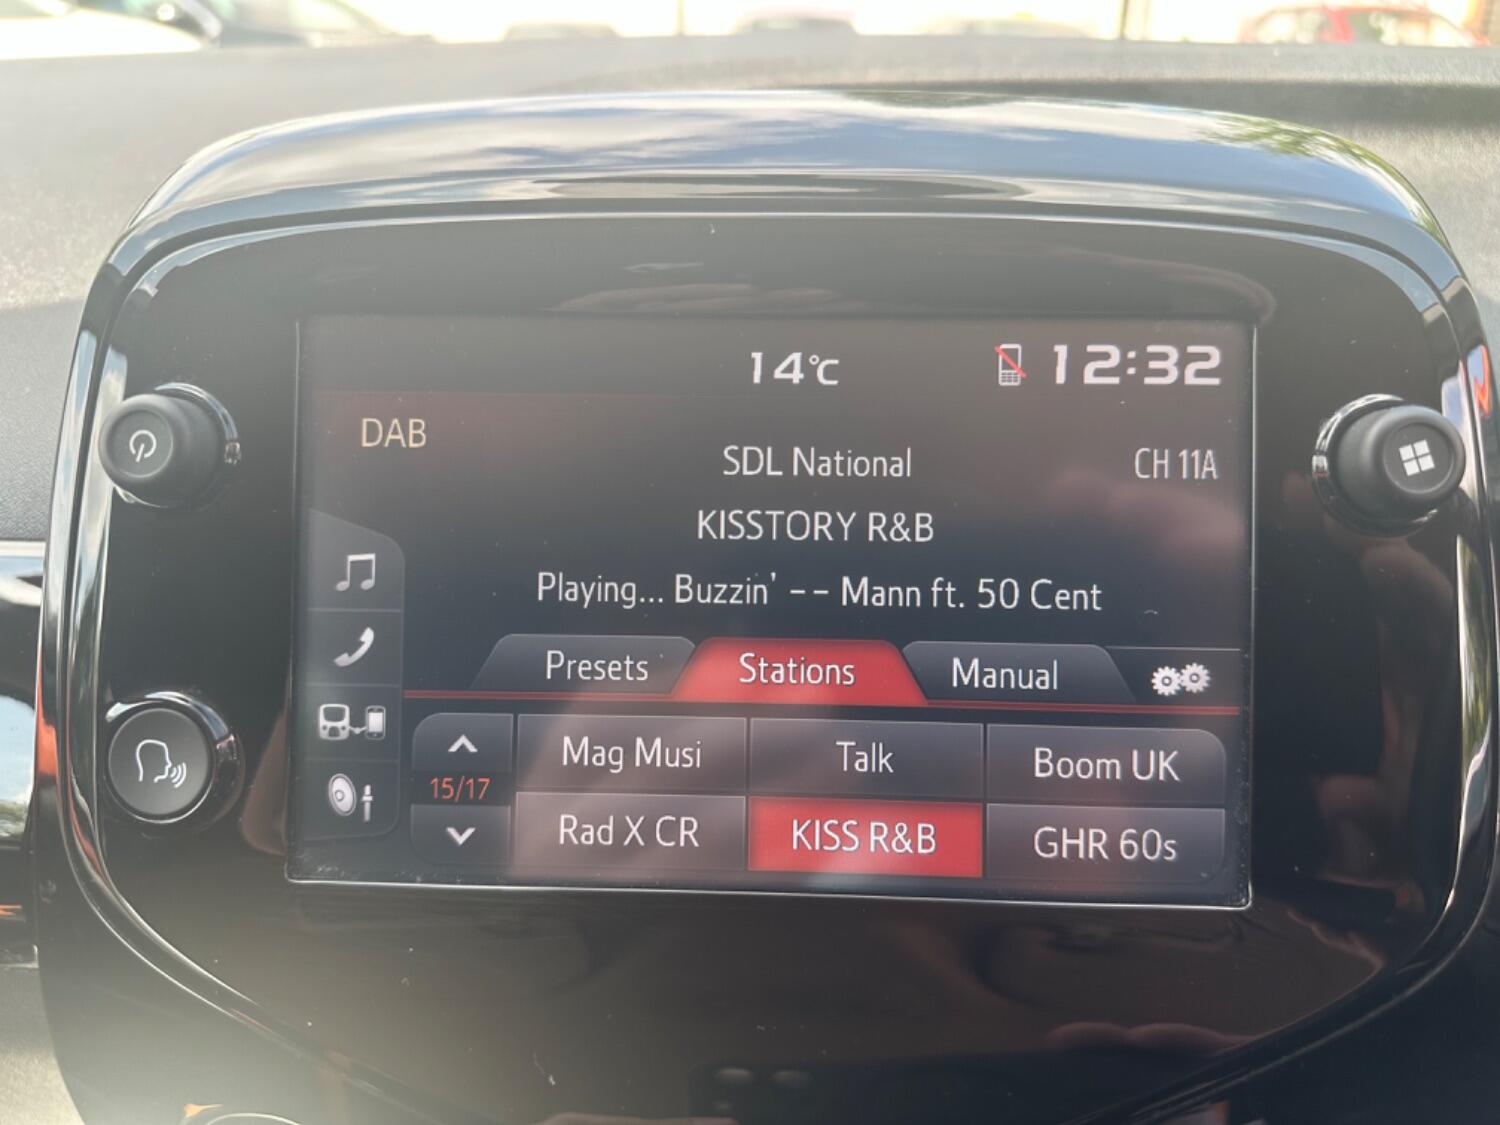 14°C
12:32
DAB
SDL National
CH 11A
KISSTORY R&B
Playing... Buzzin' -- Mann ft. 50 Cent
Presets
Stations
Manual
15/17
Mag Musi
Talk
Boom UK
Rad X CR
KISS R&B
GHR 60s